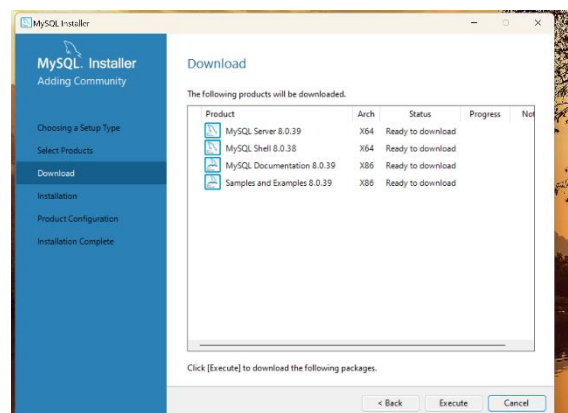 MySQL Installer
MySQL. Installer
Adding Community
Choosing a Setup Type
Select Products
Download
Installation
Product Configuration
Installation Complete
Download
The following products will be downloaded.
Product Arch Status Progress Not
MySQL Server 8.0.39 X64 Ready to download
MySQL Shell 8.0.38 X64 Ready to download
MySQL Documentation 8.0.39 X86 Ready to download
Samples and Examples 8.0.39 X86 Ready to download
Click [Execute] to download the following packages.
< Back Execute Cancel